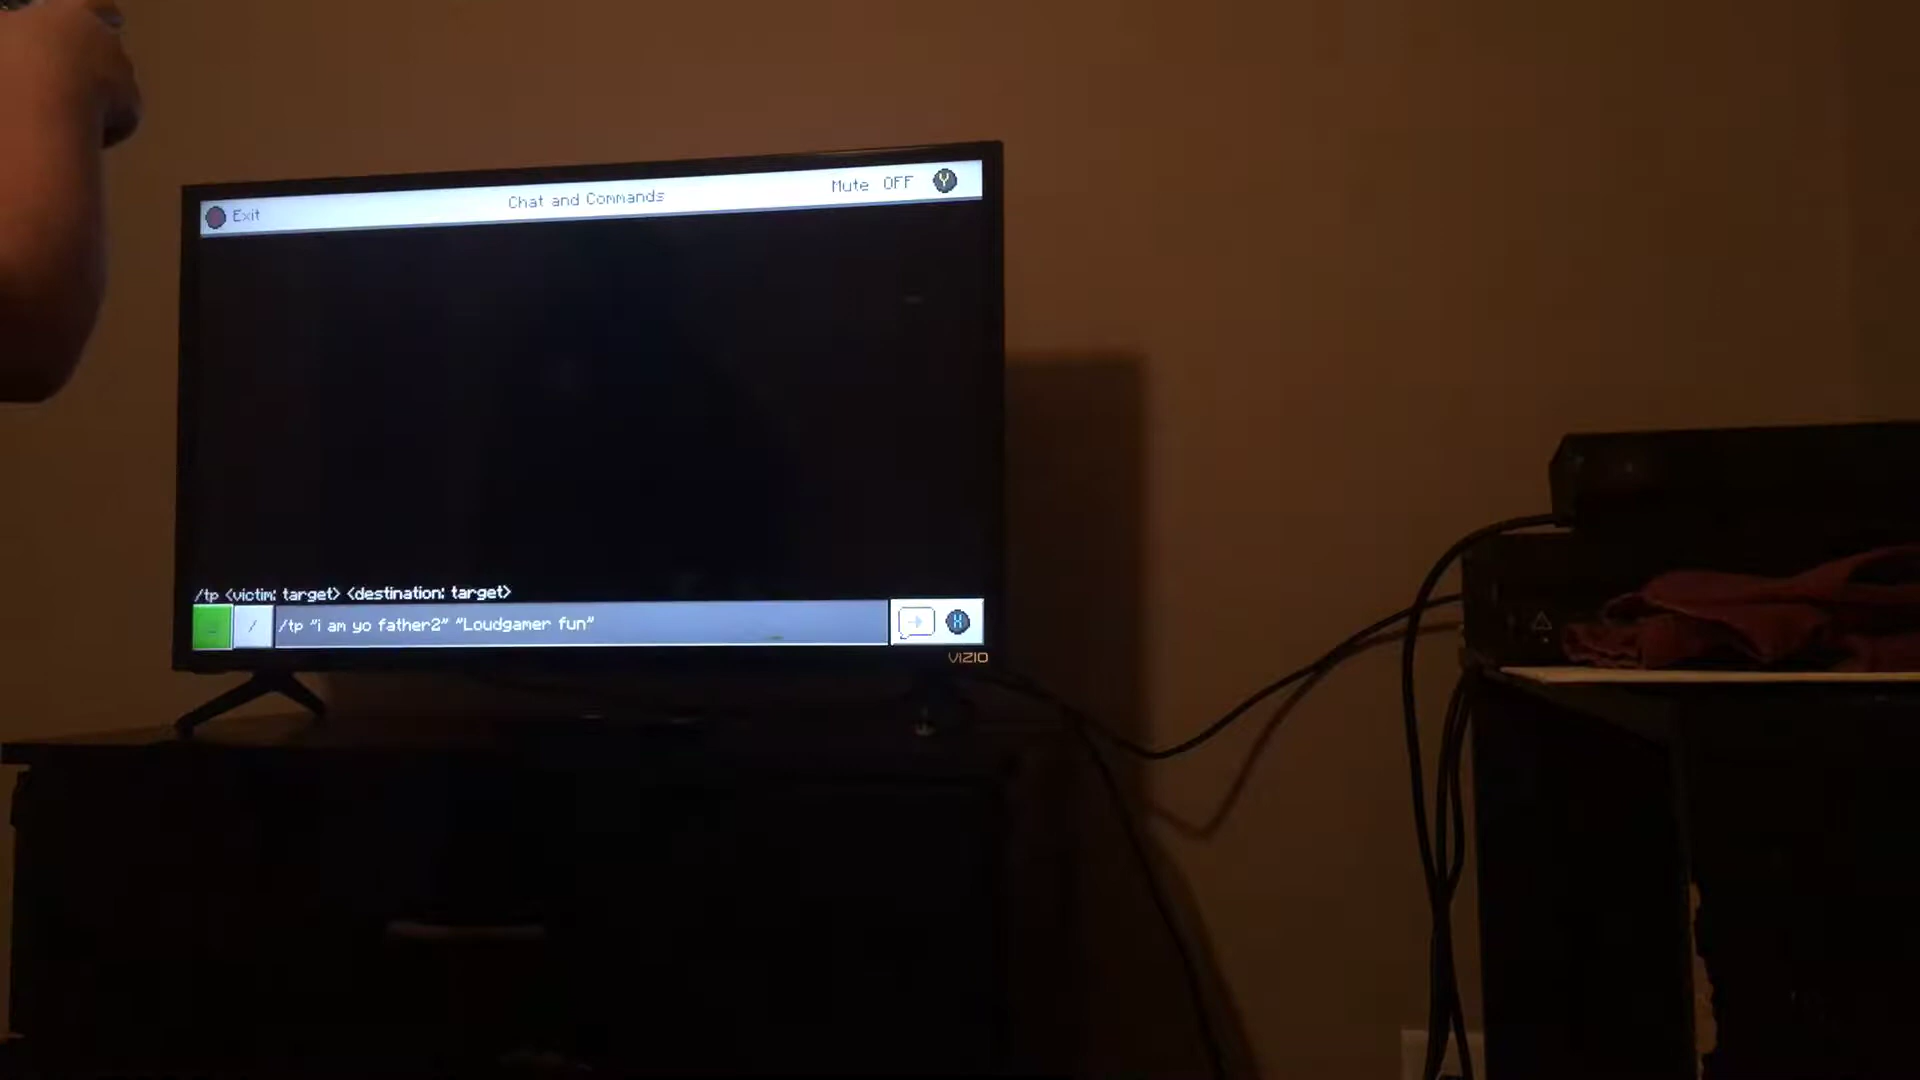 Exit
Chat and Commands
Mute OFF Y
/tp <victim: target> <destination: target>
/ /tp "i am yo father2" "Loudgamer fun" X
VIZIO